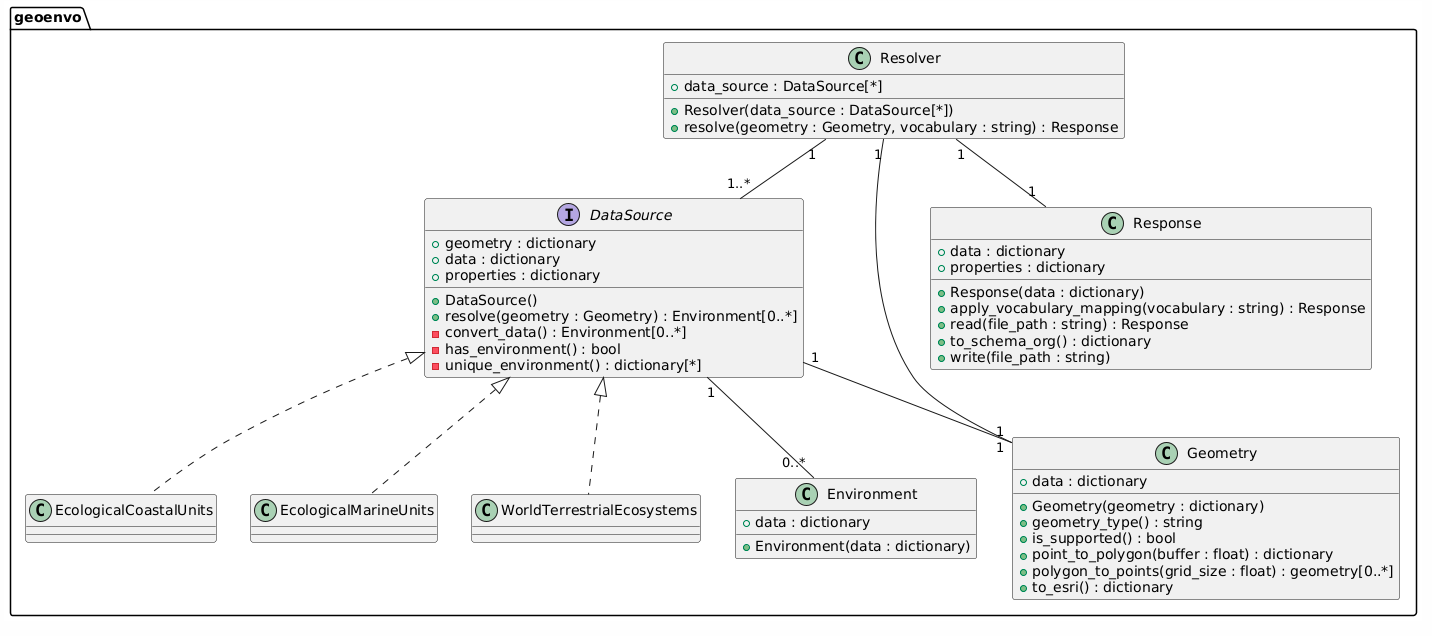 geoenvo
C Resolver
data_source : DataSource[*]
Resolver(data_source : DataSource[*])
resolve(geometry : Geometry, vocabulary : string) : Response
1
1
1
1..*
1
I DataSource
geometry : dictionary
data : dictionary
properties : dictionary
DataSource()
resolve(geometry : Geometry) : Environment[0..*]
convert_data() : Environment[0..*]
has_environment() : bool
unique_environment() : dictionary[*]
C Response
data : dictionary
properties : dictionary
Response(data : dictionary)
apply_vocabulary_mapping(vocabulary : string) : Response
read(file_path : string) : Response
to_schema_org() : dictionary
write(file_path : string)
1
1
1
1
0..*
C EcologicalCoastalUnits
C EcologicalMarineUnits
C WorldTerrestrialEcosystems
C Environment
data : dictionary
Environment(data : dictionary)
C Geometry
data : dictionary
Geometry(geometry : dictionary)
geometry_type() : string
is_supported() : bool
point_to_polygon(buffer : float) : dictionary
polygon_to_points(grid_size : float) : geometry[0..*]
to_esri() : dictionary